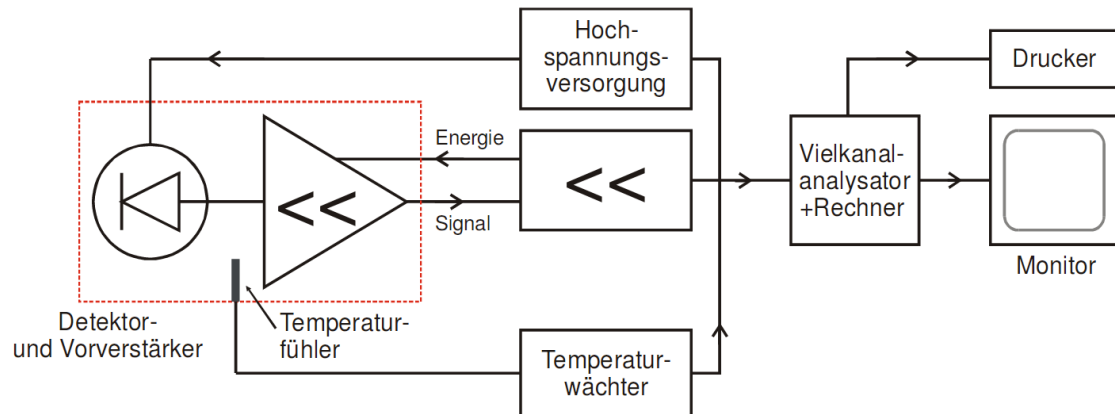 Hoch-
spannungs-
versorgung
Drucker
Energie
<<
<<
Signal
Vielkanal-
analysator
+Rechner
Monitor
Detektor-
und Vorverstärker
Temperatur-
fühler
Temperatur-
wächter